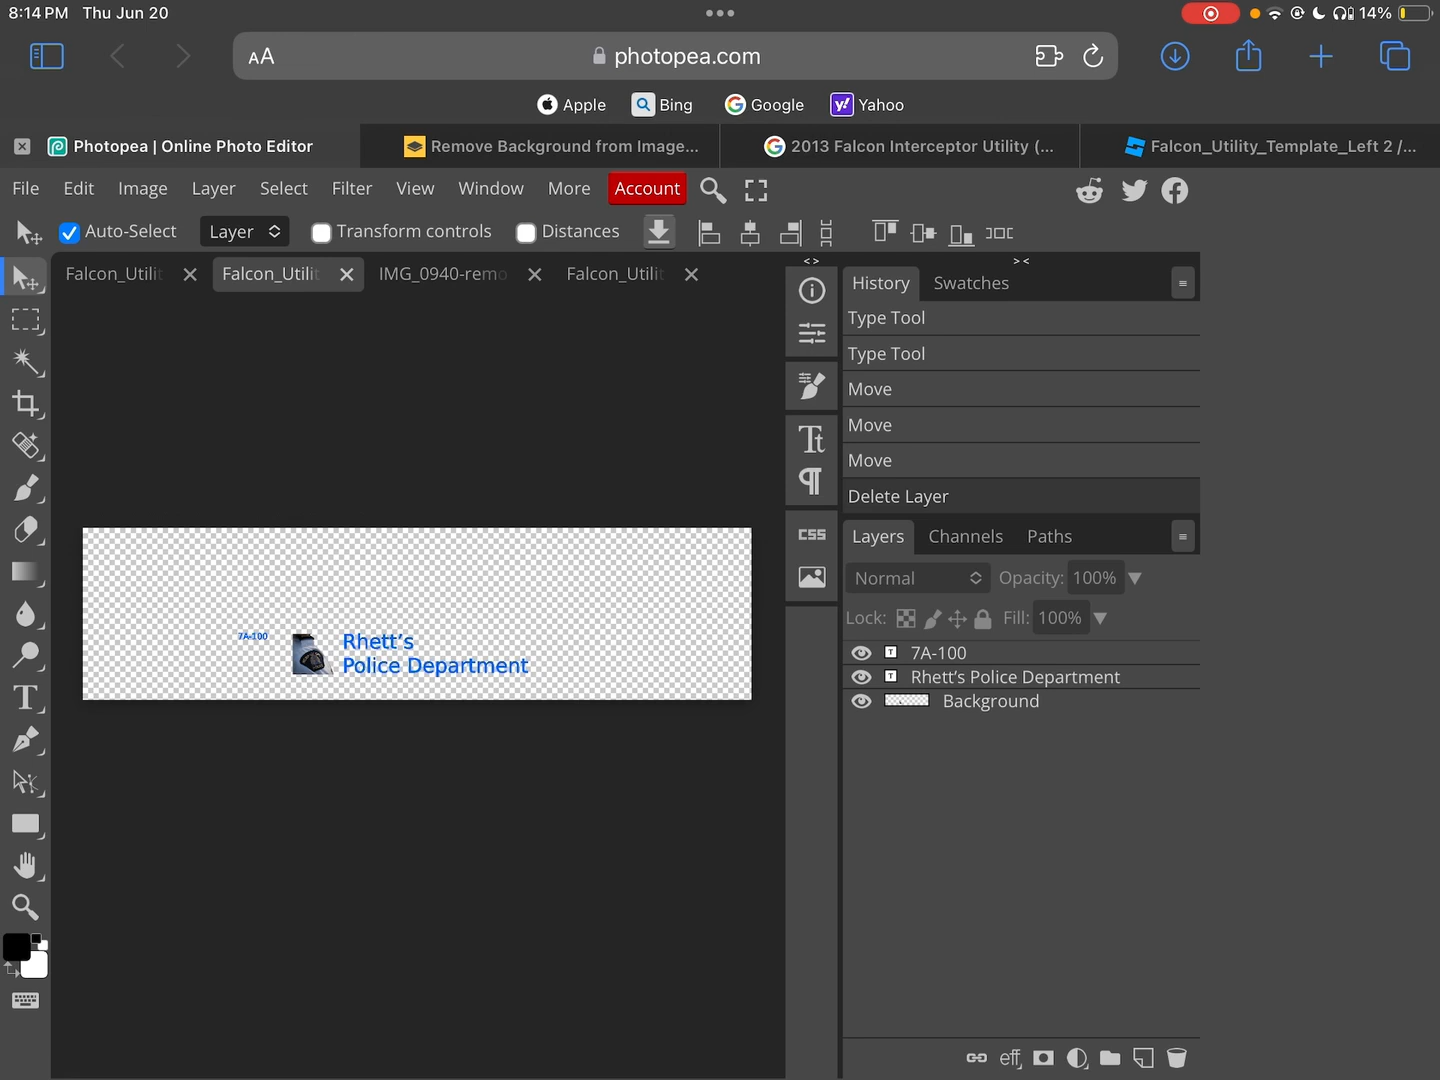 8:14 PM Thu Jun 20
14%
AA
photopea.com
Apple
Bing
Google
Yahoo
Photopea | Online Photo Editor
Remove Background from Image...
2013 Falcon Interceptor Utility (...
Falcon_Utility_Template_Left 2 /...
File Edit Image Layer Select Filter View Window More Account
Auto-Select
Layer
Transform controls
Distances
Falcon_Utilit
Falcon_Utilit
IMG_0940-remo
Falcon_Utilit
< >
> <
History
Swatches
Type Tool
Type Tool
Move
Move
Move
Delete Layer
CSS
Layers
Channels
Paths
Normal
Opacity: 100%
Lock:
Fill: 100%
7A-100
Rhett’s Police Department
Background
eff
7A-100
Rhett’s
Police Department